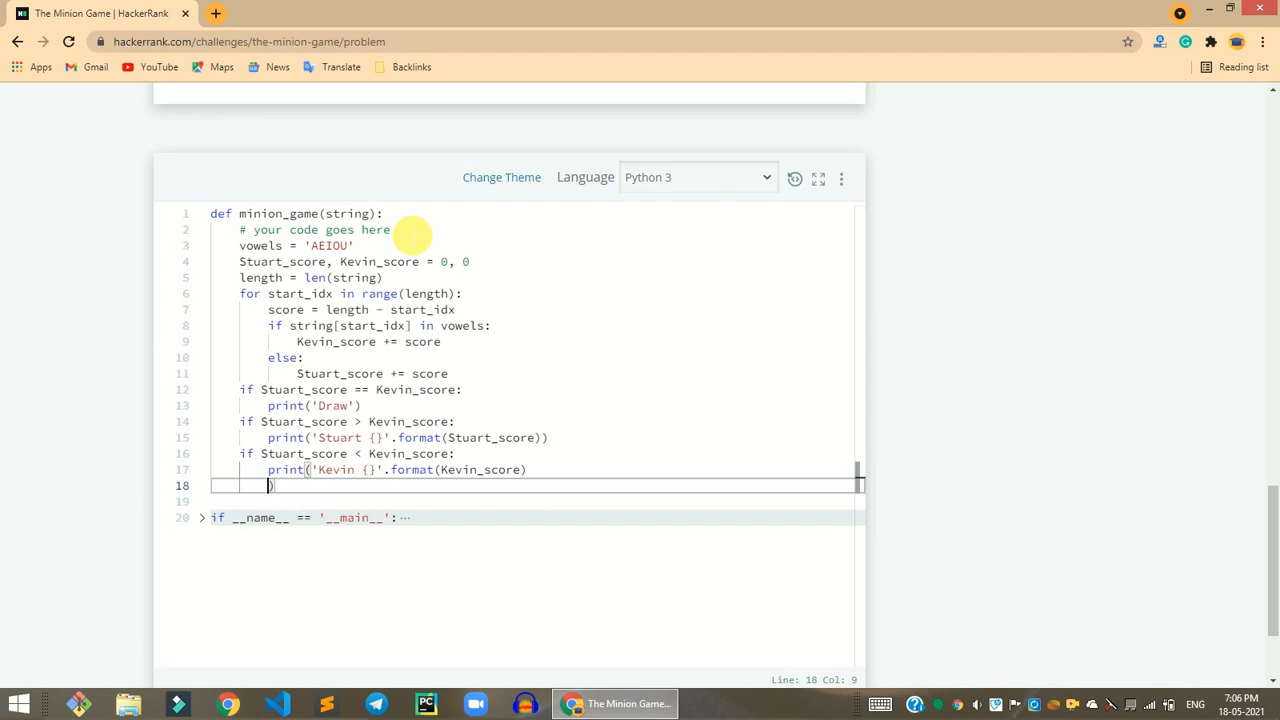 The Minion Game | HackerRank
hackerrank.com/challenges/the-minion-game/problem
Apps Gmail YouTube Maps News Translate Backlinks Reading list
Change Theme Language Python 3
1 def minion_game(string):
2 # your code goes here
3 vowels = 'AEIOU'
4 Stuart_score, Kevin_score = 0, 0
5 length = len(string)
6 for start_idx in range(length):
7 score = length - start_idx
8 if string[start_idx] in vowels:
9 Kevin_score += score
10 else:
11 Stuart_score += score
12 if Stuart_score == Kevin_score:
13 print('Draw')
14 if Stuart_score > Kevin_score:
15 print('Stuart {}'.format(Stuart_score))
16 if Stuart_score < Kevin_score:
17 print('Kevin {}'.format(Kevin_score)
18 )
19
20 if __name__ == '__main__':
Line: 18 Col: 9
The Minion Game... ENG 7:06 PM
18-05-2021